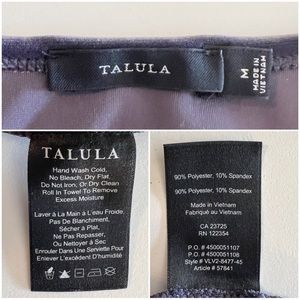 TALULA
M
MADE IN
VIETNAM
TALULA
Hand Wash Cold,
No Bleach, Dry Flat.
Do Not Iron, Or Dry Clean
Roll In Towel To Remove
Excess Moisture
Laver à La Main à L'eau Froide,
Pas De Blanchiment,
Sécher à Plat,
Ne Pas Repasser,
Ou Nettoyer à Sec
Enrouler Dans Une Serviette Pour
Enlever L'excédent D'humidité
90% Polyester, 10% Spandex
90% Polyester, 10% Spandex
Made in Vietnam
Fabriqué au Vietnam
CA 23725
RN 122354
P.O. # 4500051107
P.O. # 4500051108
Style # VLV2-8477-45
Article # 57841